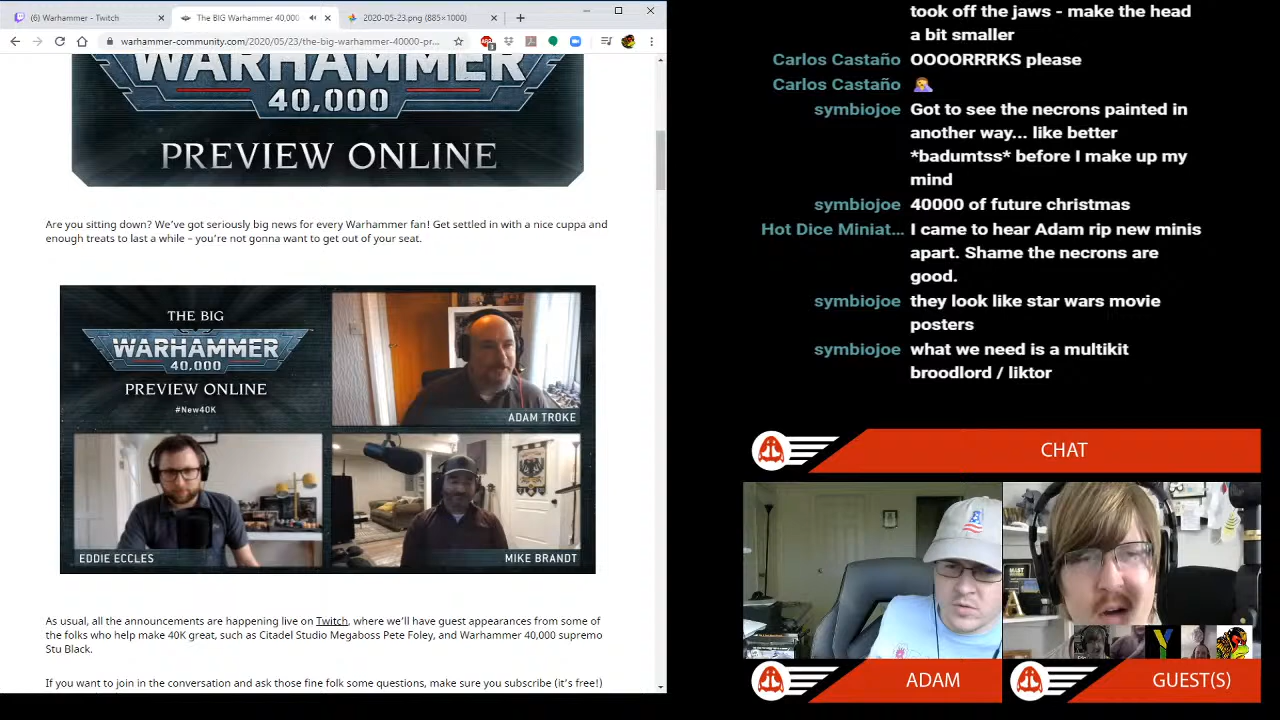 (6) Warhammer - Twitch
The BIG Warhammer 40,000
2020-05-23.png (885×1000)
warhammer-community.com/2020/05/23/the-big-warhammer-40000-pr...
WARHAMMER
40,000
PREVIEW ONLINE
Are you sitting down? We've got seriously big news for every Warhammer fan! Get settled in with a nice cuppa and
enough treats to last a while – you're not gonna want to get out of your seat.
THE BIG
WARHAMMER
40,000
PREVIEW ONLINE
#New40K
ADAM TROKE
EDDIE ECCLES
MIKE BRANDT
As usual, all the announcements are happening live on Twitch, where we'll have guest appearances from some of
the folks who help make 40K great, such as Citadel Studio Megaboss Pete Foley, and Warhammer 40,000 supremo
Stu Black.
If you want to join in the conversation and ask those fine folk some questions, make sure you subscribe (it's free!)
took off the jaws - make the head
a bit smaller
Carlos Castaño OOOORRRKS please
Carlos Castaño 🤦‍♀️
symbiojoe Got to see the necrons painted in
another way... like better
*badumtss* before I make up my
mind
symbiojoe 40000 of future christmas
Hot Dice Miniat... I came to hear Adam rip new minis
apart. Shame the necrons are
good.
symbiojoe they look like star wars movie
posters
symbiojoe what we need is a multikit
broodlord / liktor
CHAT
ADAM
GUEST(S)